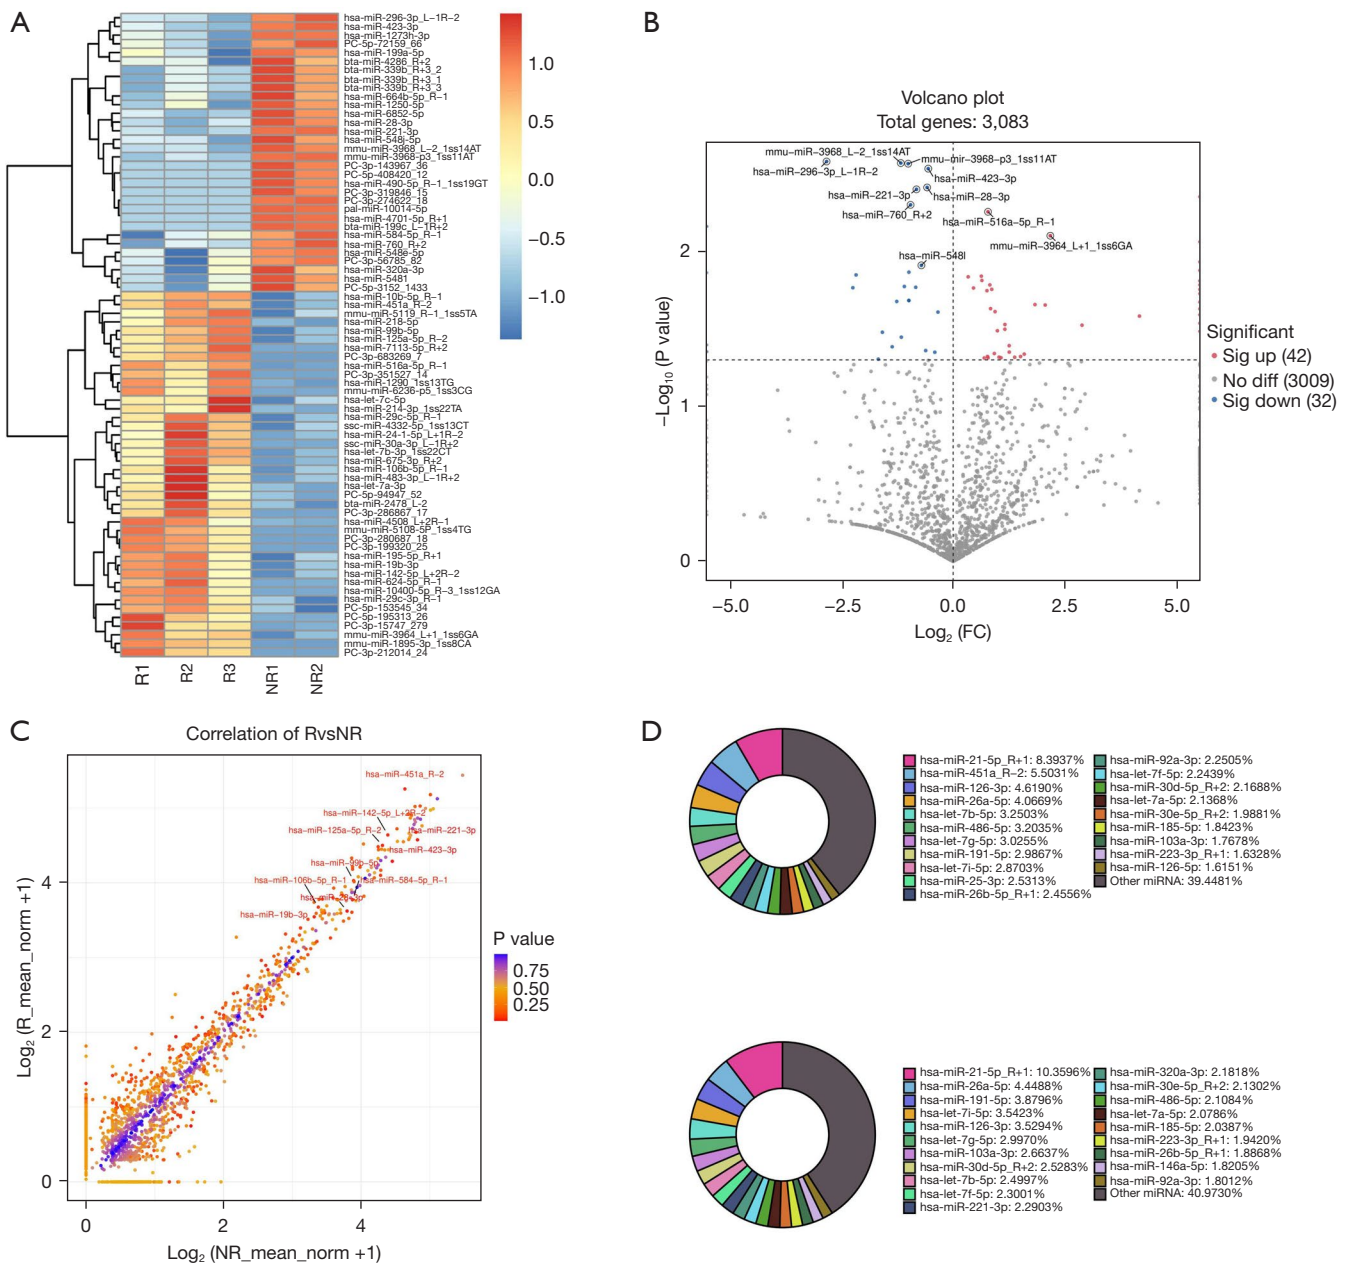 A
hsa-miR-296-3p_L-1R-2
hsa-miR-423-3p
hsa-miR-1273h-3p
PC-5p-72159_66
hsa-miR-199a-5p
bta-miR-4286_R+2
bta-miR-339b_R+3_2
bta-miR-339b_R+3_1
bta-miR-339b_R+3_3
hsa-miR-664b-5p_R-1
hsa-miR-1250-5p
hsa-miR-6852-5p
hsa-miR-28-3p
hsa-miR-221-3p
hsa-miR-548j-5p
mmu-miR-3968_L-2_1ss14AT
mmu-miR-3968-p3_1ss11AT
PC-3p-143967_36
PC-5p-408420_12
hsa-miR-490-5p_R-1_1ss19GT
PC-3p-319846_15
PC-3p-274622_18
pal-miR-10014-5p
hsa-miR-4701-5p_R+1
bta-miR-199c_L-1R+2
hsa-miR-584-5p_R-1
hsa-miR-760_R+2
hsa-miR-548e-5p
PC-3p-56785_82
hsa-miR-320a-3p
hsa-miR-5481
PC-5p-3152_1433
hsa-miR-10b-5p_R-1
hsa-miR-451a_R-2
mmu-miR-5119_R-1_1ss5TA
hsa-miR-218-5p
hsa-miR-99b-5p
hsa-miR-125a-5p_R-2
hsa-miR-7113-5p_R+2
PC-3p-683269_7
hsa-miR-516a-5p_R-1
PC-3p-351527_14
hsa-miR-1290_1ss13TG
mmu-miR-6236-p5_1ss3CG
hsa-let-7c-5p
hsa-miR-214-3p_1ss22TA
hsa-miR-29c-5p_R-1
ssc-miR-4332-5p_1ss13CT
hsa-miR-24-1-5p_L+1R-2
ssc-miR-30a-3p_L-1R+2
hsa-let-7b-3p_1ss22CT
hsa-miR-675-3p_R+2
hsa-miR-106b-5p_R-1
hsa-miR-483-3p_L-1R+2
hsa-let-7a-3p
PC-5p-94947_52
bta-miR-2478_L-2
PC-3p-286867_17
hsa-miR-4508_L+2R-1
mmu-miR-5108-5P_1ss4TG
PC-3p-280687_18
PC-3p-199320_25
hsa-miR-195-5p_R+1
hsa-miR-19b-3p
hsa-miR-142-5p_L+2R-2
hsa-miR-624-5p_R-1
hsa-miR-10400-5p_R-3_1ss12GA
hsa-miR-29c-3p_R-1
PC-5p-153545_34
PC-5p-195313_26
PC-3p-15747_279
mmu-miR-3964_L+1_1ss6GA
mmu-miR-1895-3p_1ss8CA
PC-3p-212014_24
R1 R2 R3 NR1 NR2
1.0
0.5
0.0
−0.5
−1.0
B
Volcano plot
Total genes: 3,083
mmu-miR-3968_L-2_1ss14AT
mmu-mir-3968-p3_1ss11AT
hsa-miR-296-3p_L-1R-2
hsa-miR-423-3p
hsa-miR-221-3p
hsa-miR-28-3p
hsa-miR-760_R+2
hsa-miR-516a-5p_R-1
mmu-miR-3964_L+1_1ss6GA
hsa-miR-548l
−Log10 (P value)
2
1
0
−5.0 −2.5 0.0 2.5 5.0
Log2 (FC)
Significant
Sig up (42)
No diff (3009)
Sig down (32)
C
Correlation of RvsNR
hsa-miR-451a_R-2
hsa-miR-142-5p_L+2R-2
hsa-miR-125a-5p_R-2
hsa-miR-221-3p
hsa-miR-423-3p
hsa-miR-99b-5p
hsa-miR-106b-5p_R-1
hsa-miR-584-5p_R-1
hsa-miR-28-3p
hsa-miR-19b-3p
Log2 (R_mean_norm +1)
4
2
0
0 2 4
Log2 (NR_mean_norm +1)
P value
0.75
0.50
0.25
D
hsa-miR-21-5p_R+1: 8.3937%
hsa-miR-451a_R-2: 5.5031%
hsa-miR-126-3p: 4.6190%
hsa-miR-26a-5p: 4.0669%
hsa-let-7b-5p: 3.2503%
hsa-miR-486-5p: 3.2035%
hsa-let-7g-5p: 3.0255%
hsa-miR-191-5p: 2.9867%
hsa-let-7i-5p: 2.8703%
hsa-miR-25-3p: 2.5313%
hsa-miR-26b-5p_R+1: 2.4556%
hsa-miR-92a-3p: 2.2505%
hsa-let-7f-5p: 2.2439%
hsa-miR-30d-5p_R+2: 2.1688%
hsa-let-7a-5p: 2.1368%
hsa-miR-30e-5p_R+2: 1.9881%
hsa-miR-185-5p: 1.8423%
hsa-miR-103a-3p: 1.7678%
hsa-miR-223-3p_R+1: 1.6328%
hsa-miR-126-5p: 1.6151%
Other miRNA: 39.4481%
hsa-miR-21-5p_R+1: 10.3596%
hsa-miR-26a-5p: 4.4488%
hsa-miR-191-5p: 3.8796%
hsa-let-7i-5p: 3.5423%
hsa-miR-126-3p: 3.5294%
hsa-let-7g-5p: 2.9970%
hsa-miR-103a-3p: 2.6637%
hsa-miR-30d-5p_R+2: 2.5283%
hsa-let-7b-5p: 2.4997%
hsa-let-7f-5p: 2.3001%
hsa-miR-221-3p: 2.2903%
hsa-miR-320a-3p: 2.1818%
hsa-miR-30e-5p_R+2: 2.1302%
hsa-miR-486-5p: 2.1084%
hsa-let-7a-5p: 2.0786%
hsa-miR-185-5p: 2.0387%
hsa-miR-223-3p_R+1: 1.9420%
hsa-miR-26b-5p_R+1: 1.8868%
hsa-miR-146a-5p: 1.8205%
hsa-miR-92a-3p: 1.8012%
Other miRNA: 40.9730%